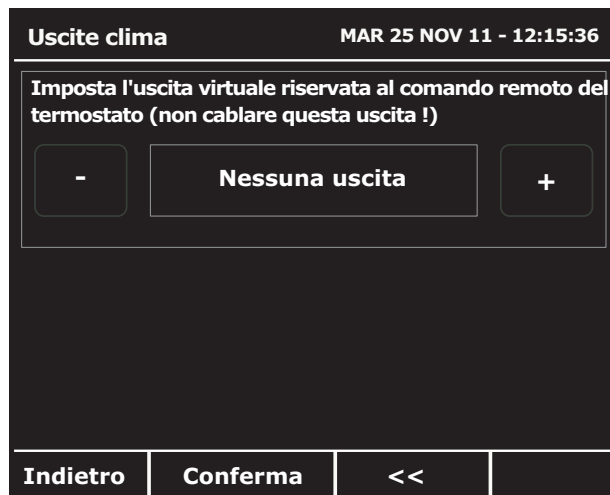 Uscite clima MAR 25 NOV 11 - 12:15:36
Imposta l'uscita virtuale riservata al comando remoto del
termostato (non cablare questa uscita !)
- Nessuna uscita +
Indietro Conferma <<